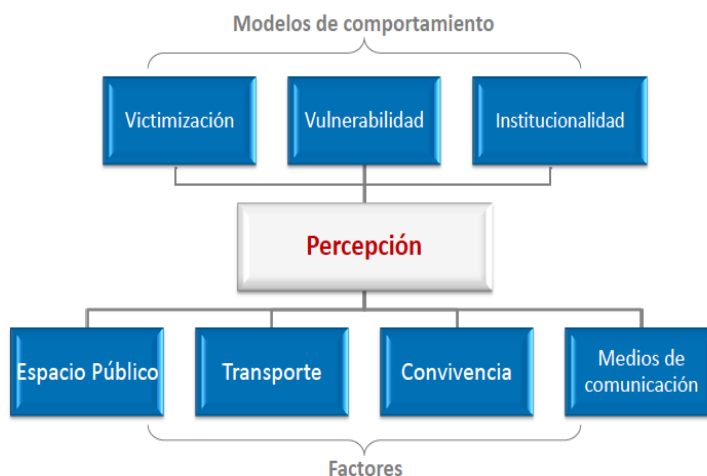 Modelos de comportamiento
Victimización
Vulnerabilidad
Institucionalidad
Percepción
Espacio Público
Transporte
Convivencia
Medios de
comunicación
Factores